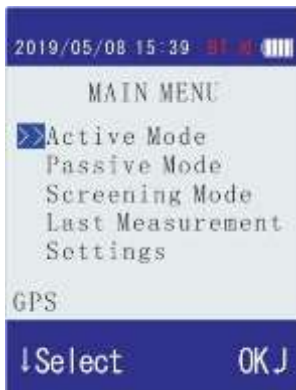 2019/05/08 15:39
MAIN MENU
>>Active Mode
Passive Mode
Screening Mode
Last Measurement
Settings
GPS
↓Select OK